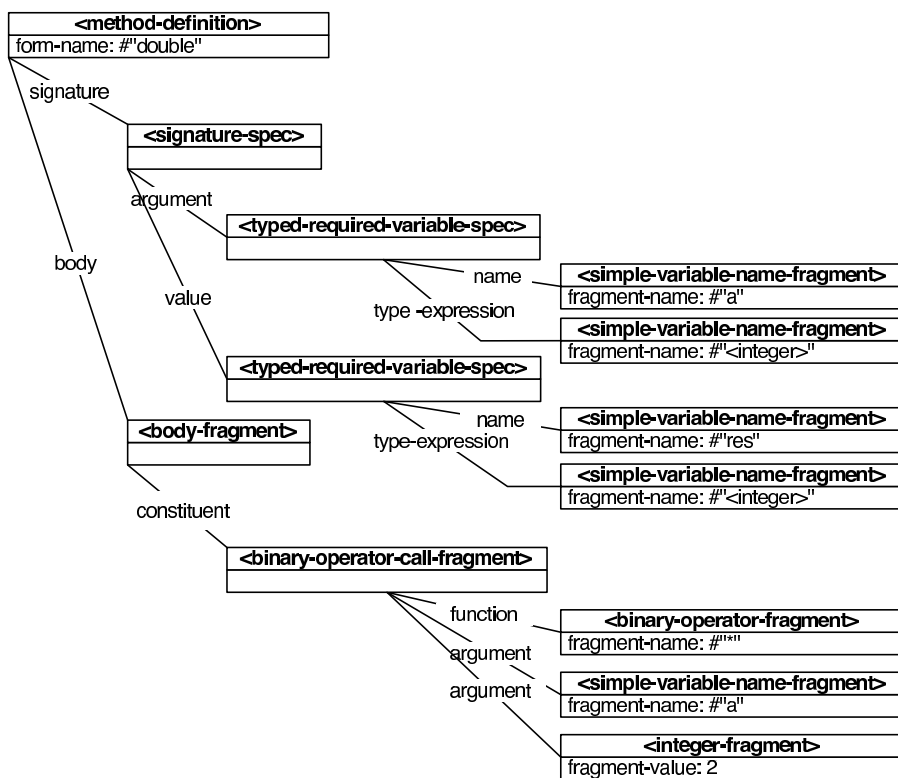 <method-definition>
form-name: #"double"
signature
<signature-spec>
argument
<typed-required-variable-spec>
body
name
<simple-variable-name-fragment>
fragment-name: #"a"
value
type -expression
<simple-variable-name-fragment>
fragment-name: #"<integer>"
<typed-required-variable-spec>
name
<simple-variable-name-fragment>
fragment-name: #"res"
<body-fragment>
type-expression
<simple-variable-name-fragment>
fragment-name: #"<integer>"
constituent
<binary-operator-call-fragment>
function
<binary-operator-fragment>
fragment-name: #"*"
argument
<simple-variable-name-fragment>
fragment-name: #"a"
argument
<integer-fragment>
fragment-value: 2